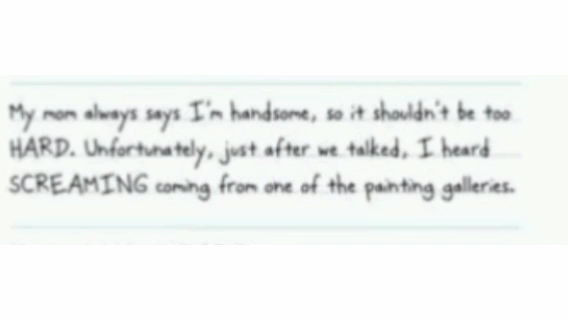 My mom always says I'm handsome, so it shouldn't be too
HARD. Unfortunately, just after we talked, I heard
SCREAMING coming from one of the painting galleries.